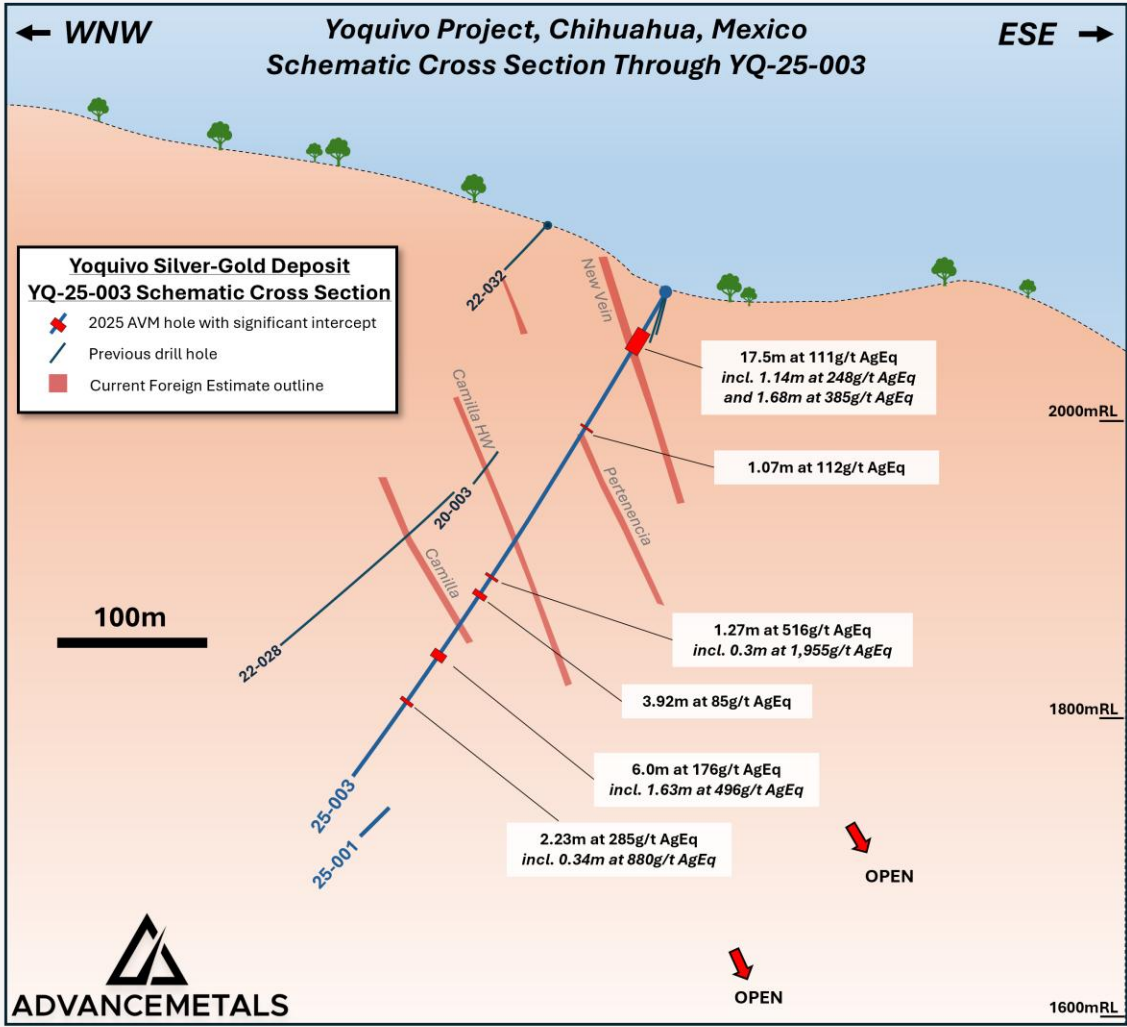 WNW
Yoquivo Project, Chihuahua, Mexico
ESE
Schematic Cross Section Through YQ-25-003
Yoquivo Silver-Gold Deposit
YQ-25-003 Schematic Cross Section
2025 AVM hole with significant intercept
Previous drill hole
Current Foreign Estimate outline
22-032
New Vein
17.5m at 111g/t AgEq
incl. 1.14m at 248g/t AgEq
and 1.68m at 385g/t AgEq
2000mRL
Camilla HW
1.07m at 112g/t AgEq
Pertenencia
20-003
Camilla
100m
22-028
1.27m at 516g/t AgEq
incl. 0.3m at 1,955g/t AgEq
3.92m at 85g/t AgEq
1800mRL
6.0m at 176g/t AgEq
incl. 1.63m at 496g/t AgEq
25-003
25-001
2.23m at 285g/t AgEq
incl. 0.34m at 880g/t AgEq
OPEN
OPEN
ADVANCEMETALS
1600mRL